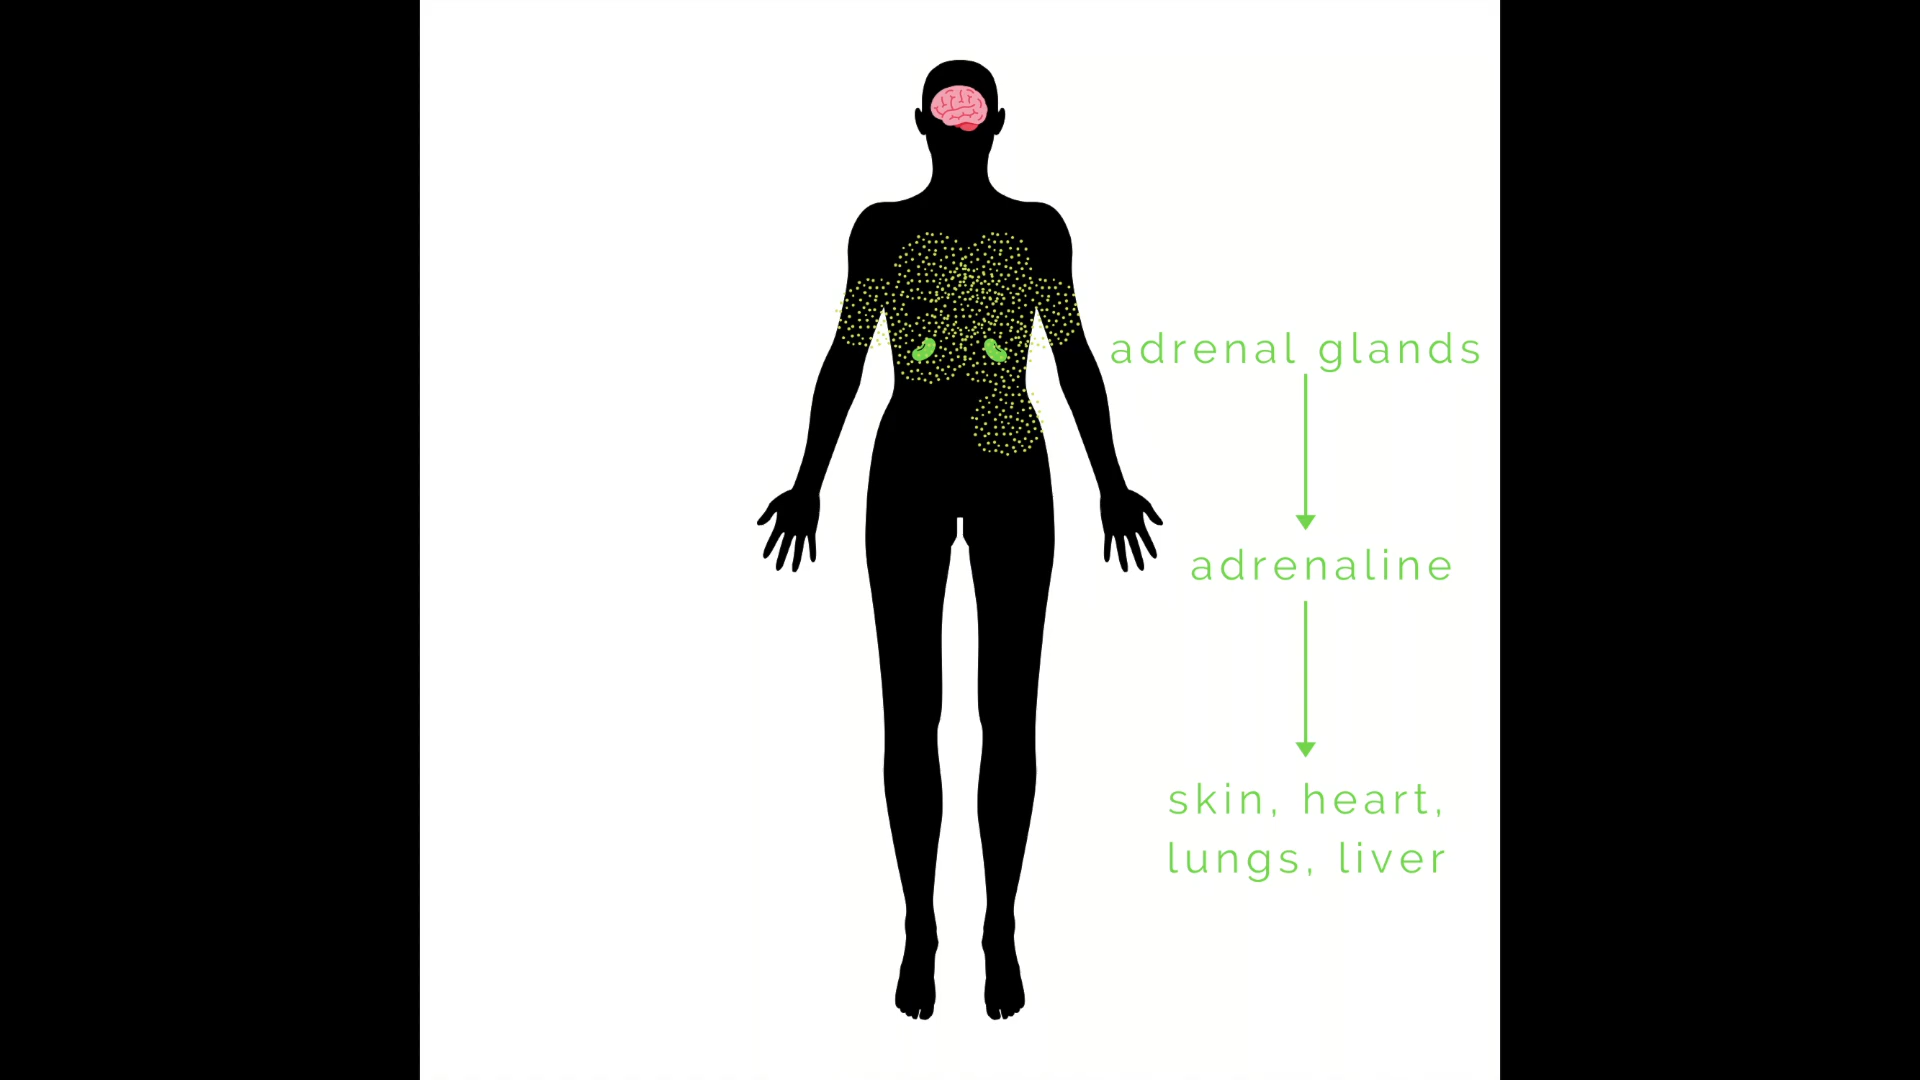 adrenal glands
adrenaline
skin, heart,
lungs, liver